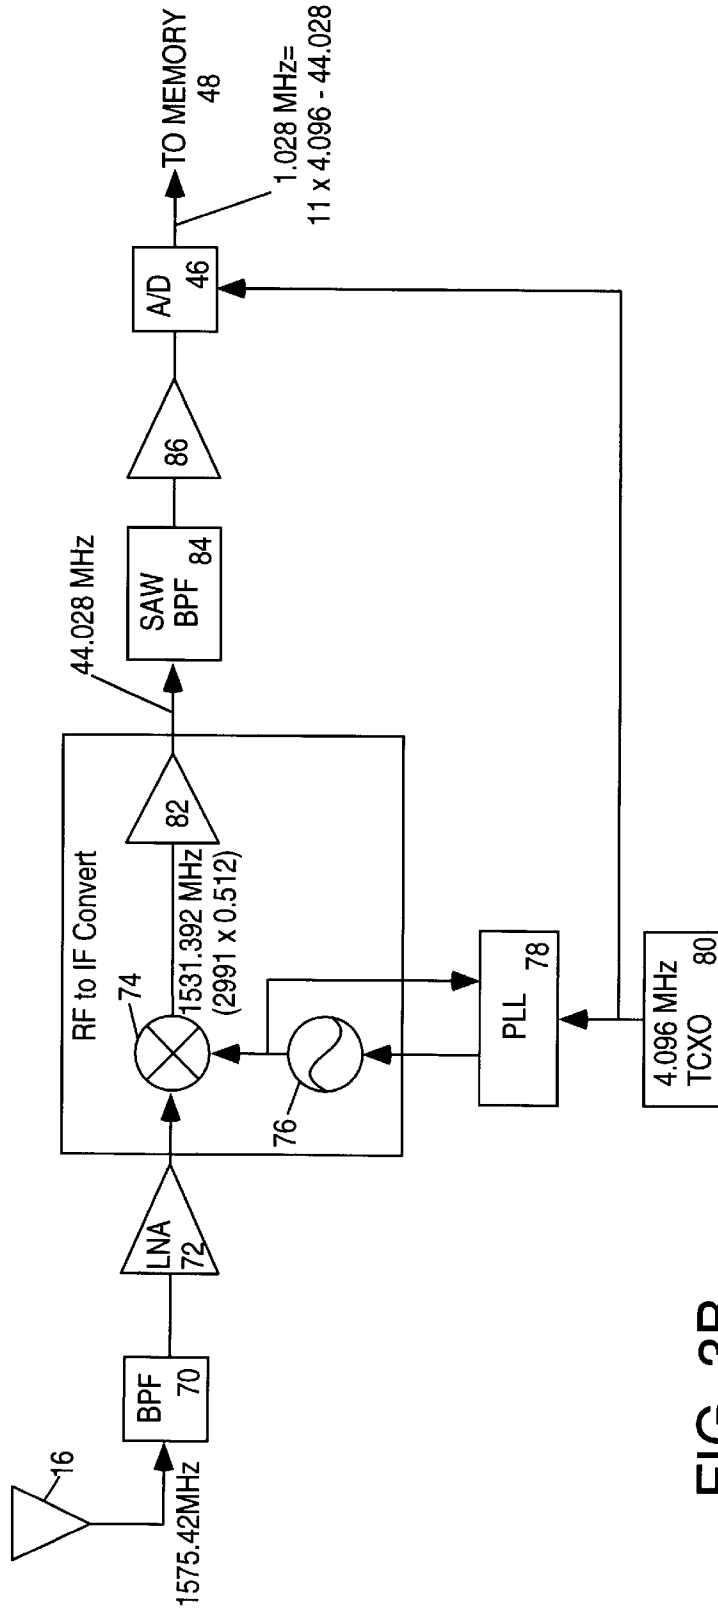 16
1575.42MHz
BPF
70
LNA
72
RF to IF Convert
74
76
1531.392 MHz
(2991 x 0.512)
82
44.028 MHz
SAW
BPF
84
86
A/D
46
TO MEMORY
48
1.028 MHz=
11 x 4.096 - 44.028
PLL
78
4.096 MHz
TCXO
80